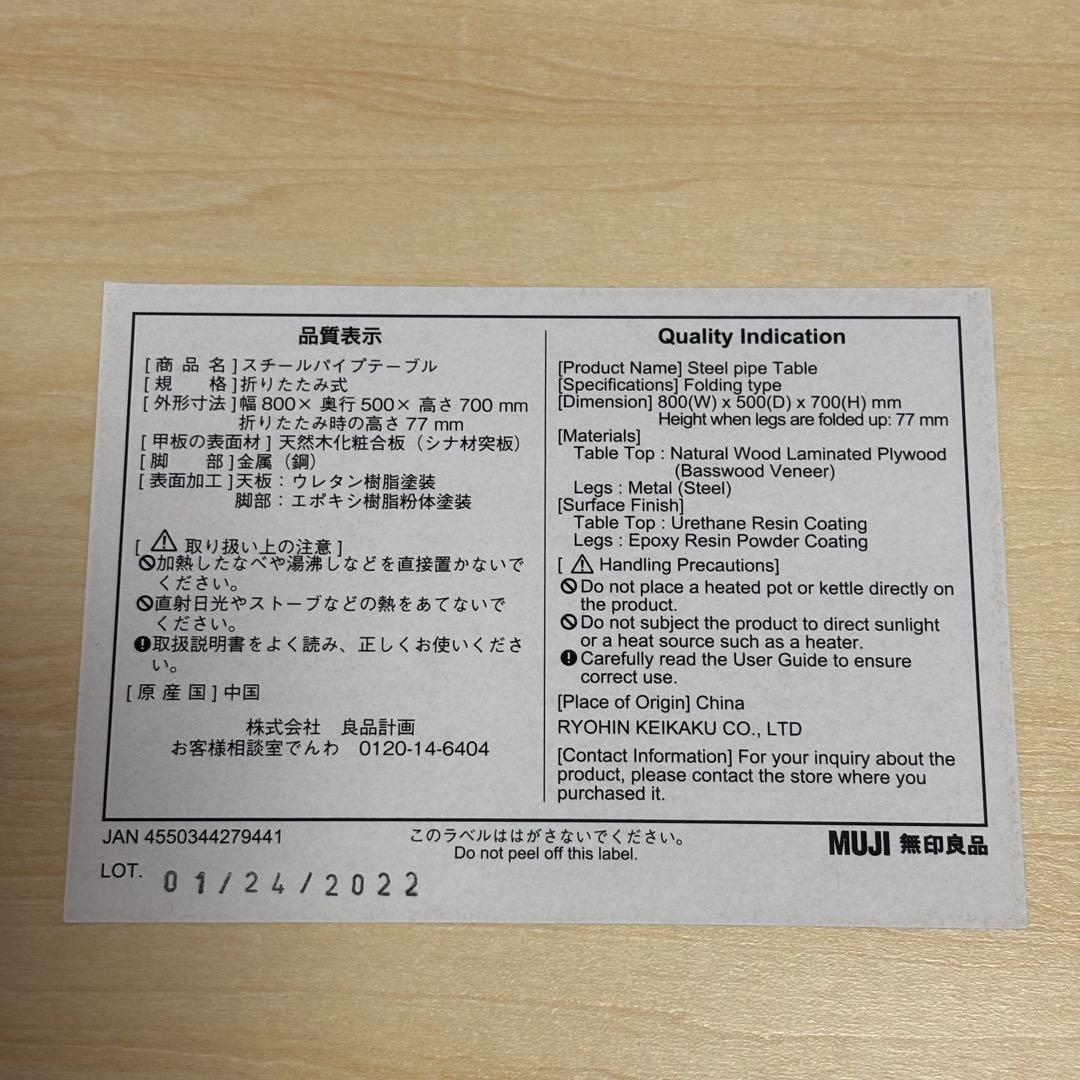 品質表示
[商品名]スチールパイプテーブル
[規　格]折りたたみ式
[外形寸法]幅800×奥行500×高さ700 mm
折りたたみ時の高さ77 mm
[甲板の表面材]天然木化粧合板（シナ材突板）
[脚　部]金属（鋼）
[表面加工]天板：ウレタン樹脂塗装
脚部：エポキシ樹脂粉体塗装
[⚠取り扱い上の注意]
加熱したなべや湯沸しなどを直接置かないで
ください。
直射日光やストーブなどの熱をあてないで
ください。
取扱説明書をよく読み、正しくお使いくださ
い。
[原産国]中国
株式会社　良品計画
お客様相談室でんわ　0120-14-6404
Quality Indication
[Product Name] Steel pipe Table
[Specifications] Folding type
[Dimension] 800(W) x 500(D) x 700(H) mm
Height when legs are folded up: 77 mm
[Materials]
Table Top : Natural Wood Laminated Plywood
(Basswood Veneer)
Legs : Metal (Steel)
[Surface Finish]
Table Top : Urethane Resin Coating
Legs : Epoxy Resin Powder Coating
[⚠ Handling Precautions]
Do not place a heated pot or kettle directly on
the product.
Do not subject the product to direct sunlight
or a heat source such as a heater.
Carefully read the User Guide to ensure
correct use.
[Place of Origin] China
RYOHIN KEIKAKU CO., LTD
[Contact Information] For your inquiry about the
product, please contact the store where you
purchased it.
JAN 4550344279441
このラベルははがさないでください。
Do not peel off this label.
MUJI 無印良品
LOT. 01/24/2022